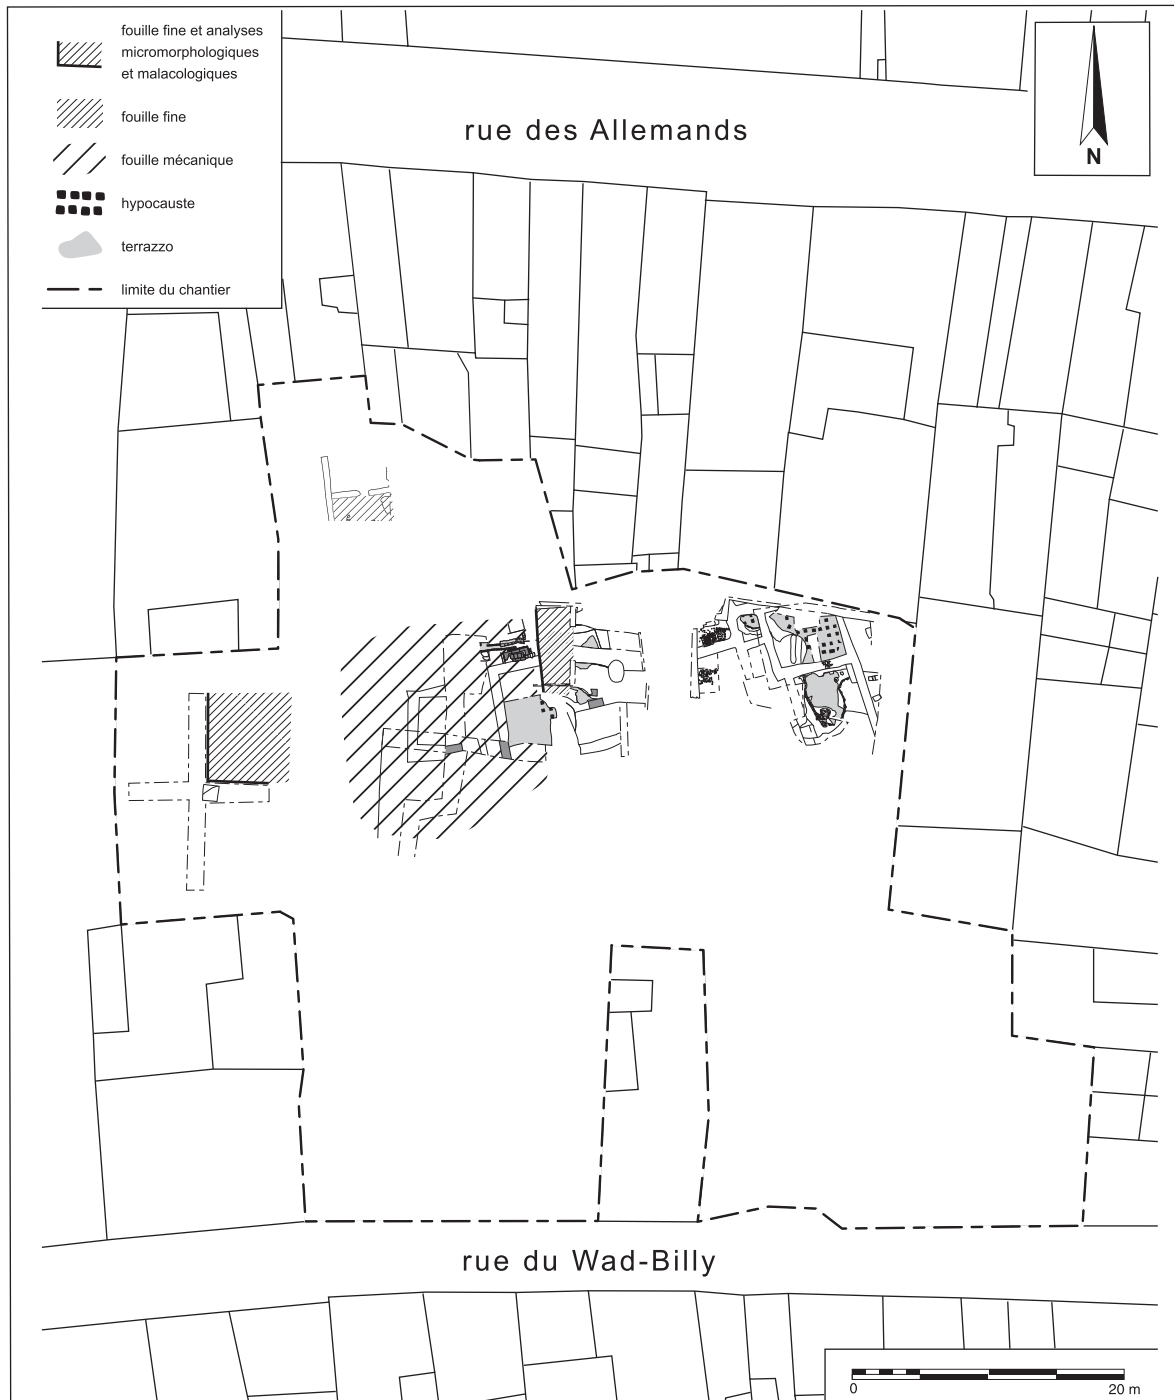 fouille fine et analyses
micromorphologiques
et malacologiques
fouille fine
fouille mécanique
hypocauste
terrazzo
limite du chantier
rue des Allemands
N
rue du Wad-Billy
0
20 m